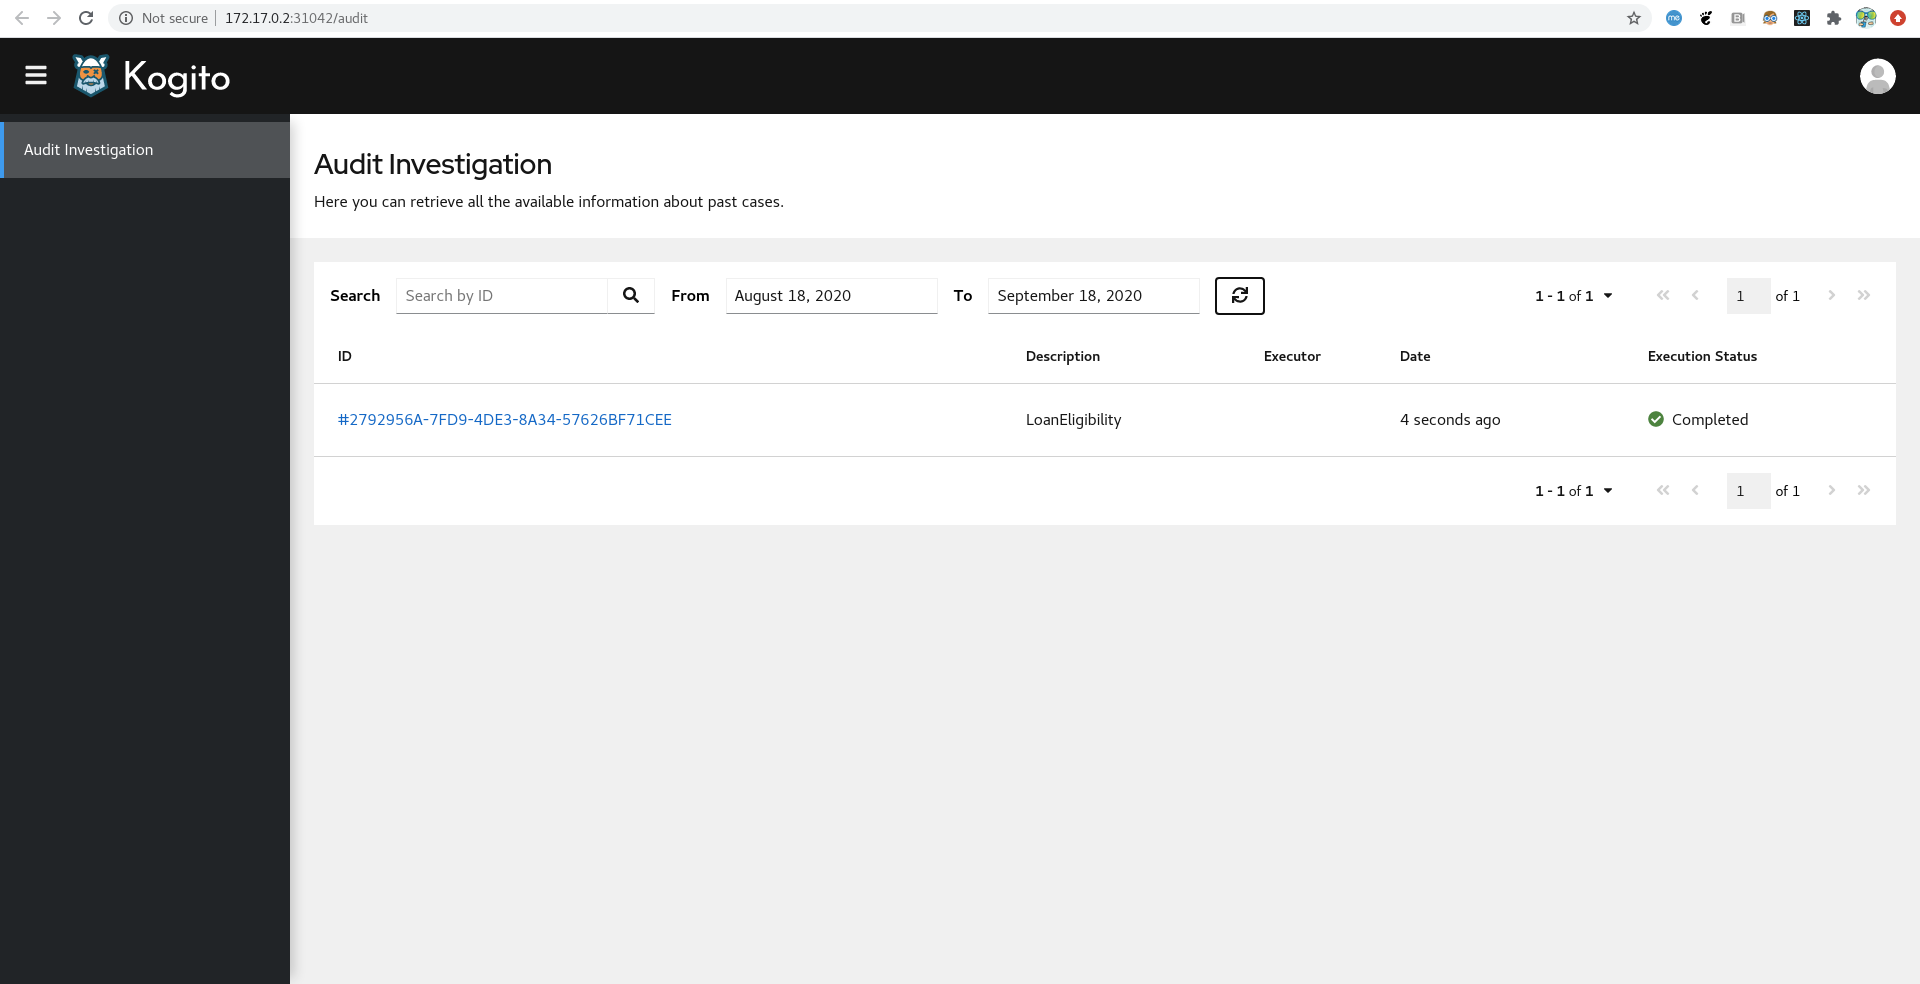 Not secure 172.17.0.2:31042/audit
me
Kogito
Audit Investigation
Audit Investigation
Here you can retrieve all the available information about past cases.
Search Search by ID From August 18, 2020 To September 18, 2020 1 - 1 of 1 1 of 1
ID Description Executor Date Execution Status
#2792956A-7FD9-4DE3-8A34-57626BF71CEE LoanEligibility 4 seconds ago Completed
1 - 1 of 1 1 of 1